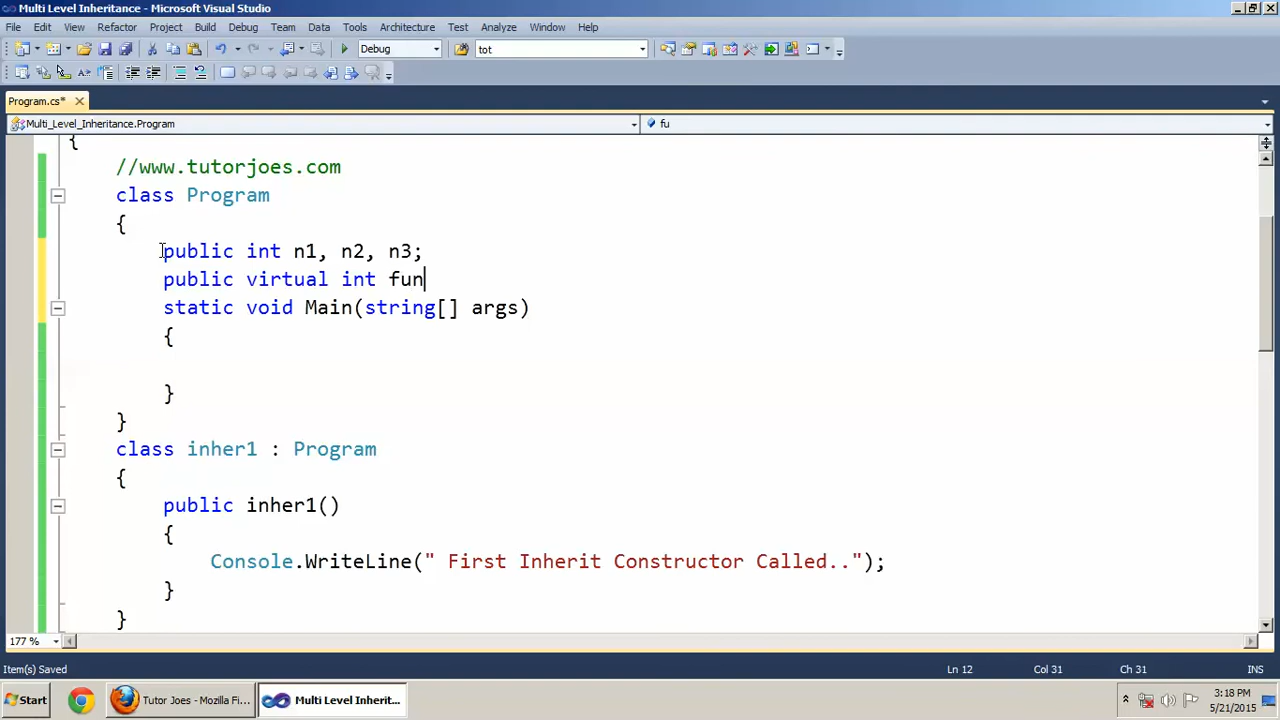 Multi Level Inheritance - Microsoft Visual Studio
File Edit View Refactor Project Build Debug Team Data Tools Architecture Test Analyze Window Help
Debug tot
Program.cs*
Multi_Level_Inheritance.Program fu
{
//www.tutorjoes.com
class Program
{
public int n1, n2, n3;
public virtual int fun
static void Main(string[] args)
{
}
}
class inher1 : Program
{
public inher1()
{
Console.WriteLine(" First Inherit Constructor Called..");
}
}
177 %
Item(s) Saved Ln 12 Col 31 Ch 31 INS
Start Tutor Joes - Mozilla Fi... Multi Level Inherit... 3:18 PM
5/21/2015